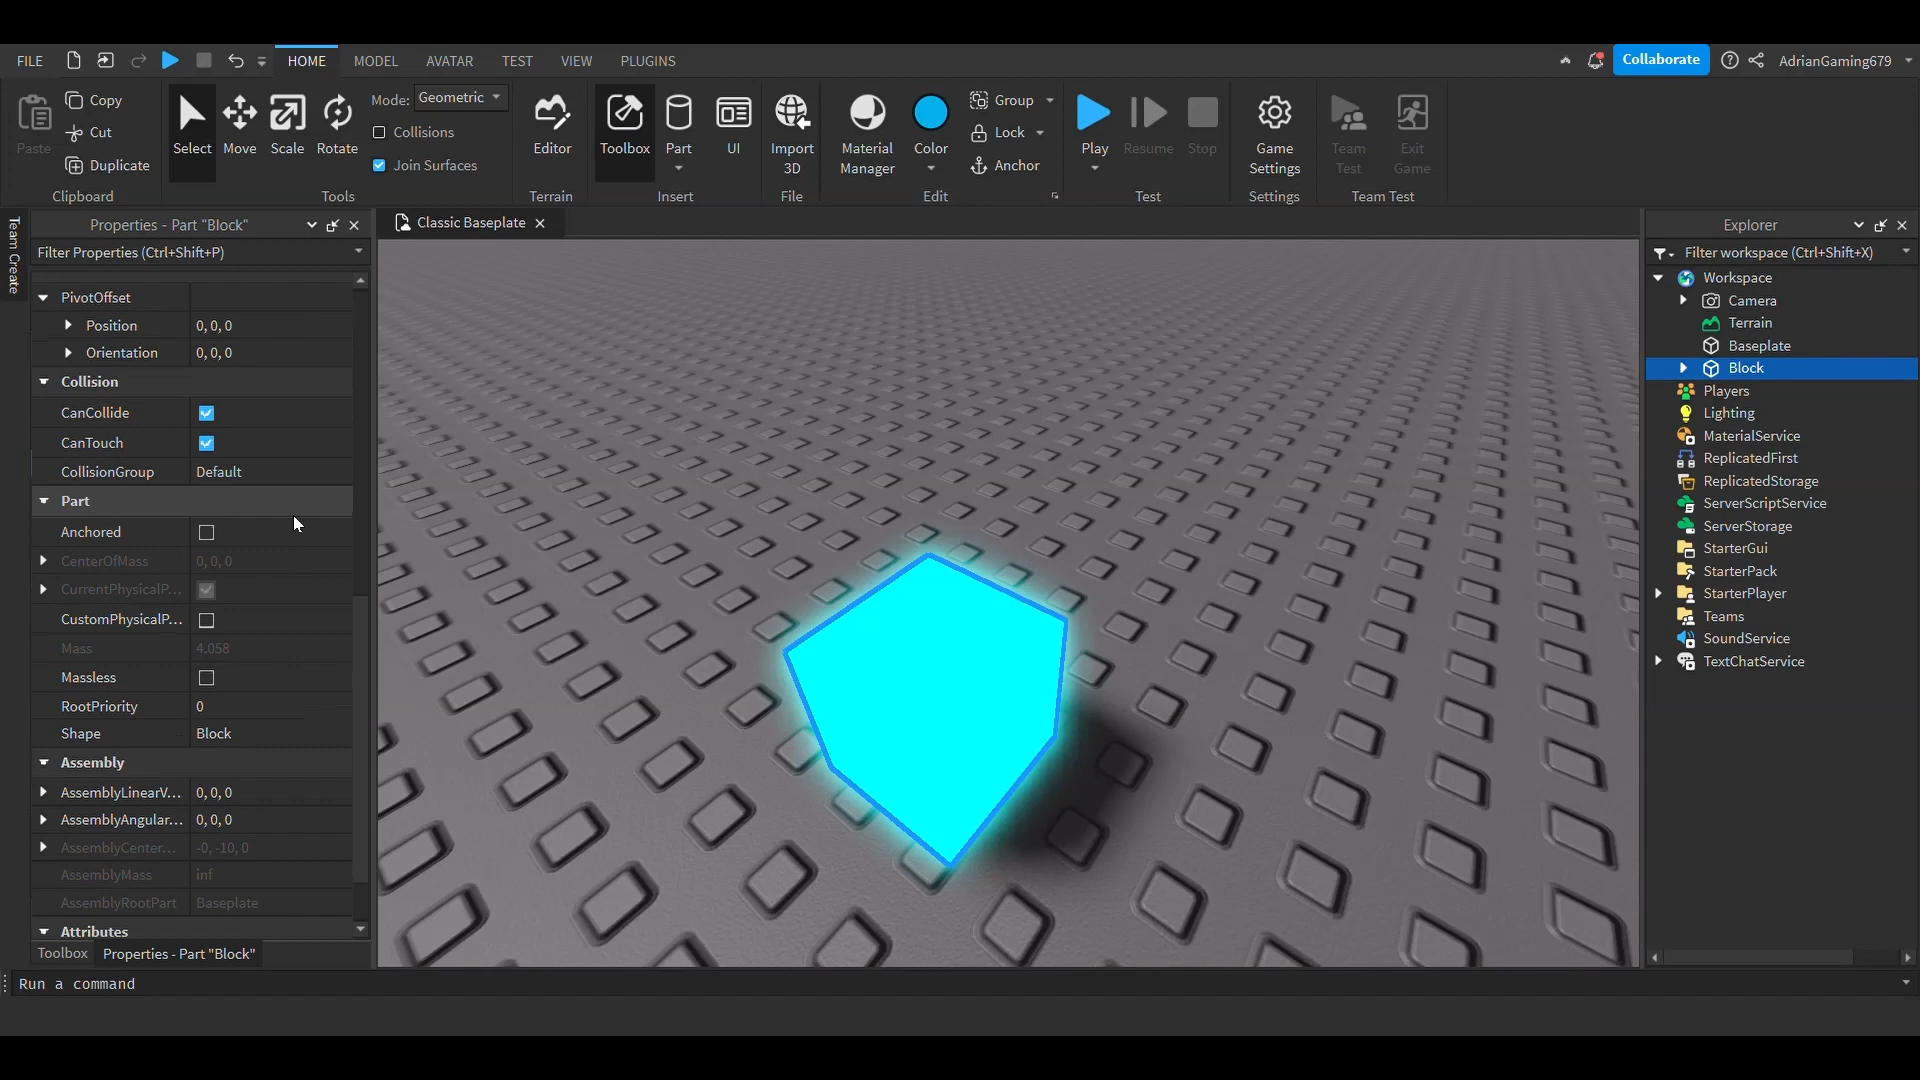 FILE HOME MODEL AVATAR TEST VIEW PLUGINS Collaborate AdrianGaming679
Paste Copy Cut Duplicate Clipboard
Select Move Scale Rotate Mode: Geometric Collisions Join Surfaces Tools
Editor Terrain
Toolbox Part UI Insert
Import 3D File
Material Manager Color Group Lock Anchor Edit
Play Resume Stop Test
Game Settings Settings
Team Test Exit Game Team Test
Team Create
Properties - Part "Block"
Filter Properties (Ctrl+Shift+P)
PivotOffset
Position 0, 0, 0
Orientation 0, 0, 0
Collision
CanCollide
CanTouch
CollisionGroup Default
Part
Anchored
CenterOfMass 0, 0, 0
CurrentPhysicalP...
CustomPhysicalP...
Mass 4.058
Massless
RootPriority 0
Shape Block
Assembly
AssemblyLinearV... 0, 0, 0
AssemblyAngular... 0, 0, 0
AssemblyCenter... -0, -10, 0
AssemblyMass inf
AssemblyRootPart Baseplate
Attributes
Toolbox Properties - Part "Block"
Classic Baseplate
Explorer
Filter workspace (Ctrl+Shift+X)
Workspace
Camera
Terrain
Baseplate
Block
Players
Lighting
MaterialService
ReplicatedFirst
ReplicatedStorage
ServerScriptService
ServerStorage
StarterGui
StarterPack
StarterPlayer
Teams
SoundService
TextChatService
Run a command